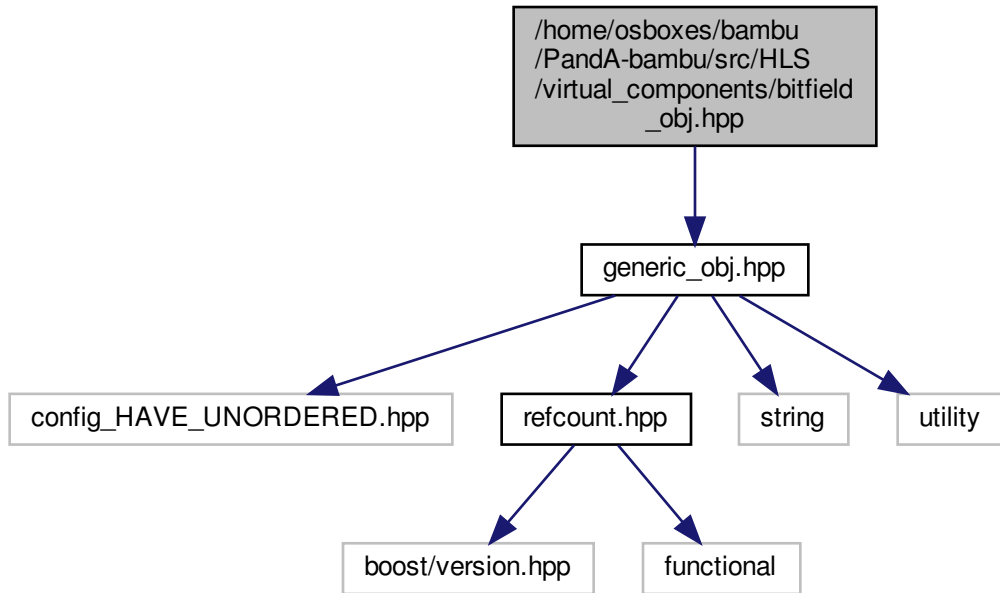 /home/osboxes/bambu
/PandA-bambu/src/HLS
/virtual_components/bitfield
_obj.hpp
generic_obj.hpp
config_HAVE_UNORDERED.hpp
refcount.hpp
string
utility
boost/version.hpp
functional